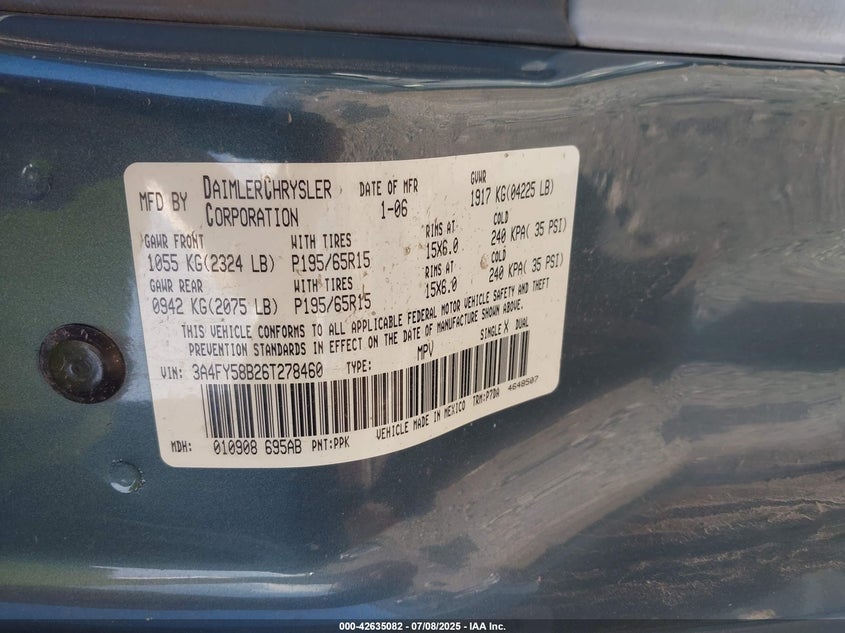 MFD BY DAIMLERCHRYSLER CORPORATION DATE OF MFR 1-06 GVWR 1917 KG(04225 LB)
GAWR FRONT WITH TIRES RIMS AT COLD
1055 KG(2324 LB) P195/65R15 15X6.0 240 KPA( 35 PSI)
GAWR REAR WITH TIRES RIMS AT COLD
0942 KG(2075 LB) P195/65R15 15X6.0 240 KPA( 35 PSI)
THIS VEHICLE CONFORMS TO ALL APPLICABLE FEDERAL MOTOR VEHICLE SAFETY AND THEFT
PREVENTION STANDARDS IN EFFECT ON THE DATE OF MANUFACTURE SHOWN ABOVE.
VIN: 3A4FY58B26T278460 TYPE: MPV SINGLE X DUAL
MDH: 010908 695AB PNT:PPK VEHICLE MADE IN MEXICO TRM:P7DA 4648507
000-42635082 - 07/08/2025 - IAA Inc.